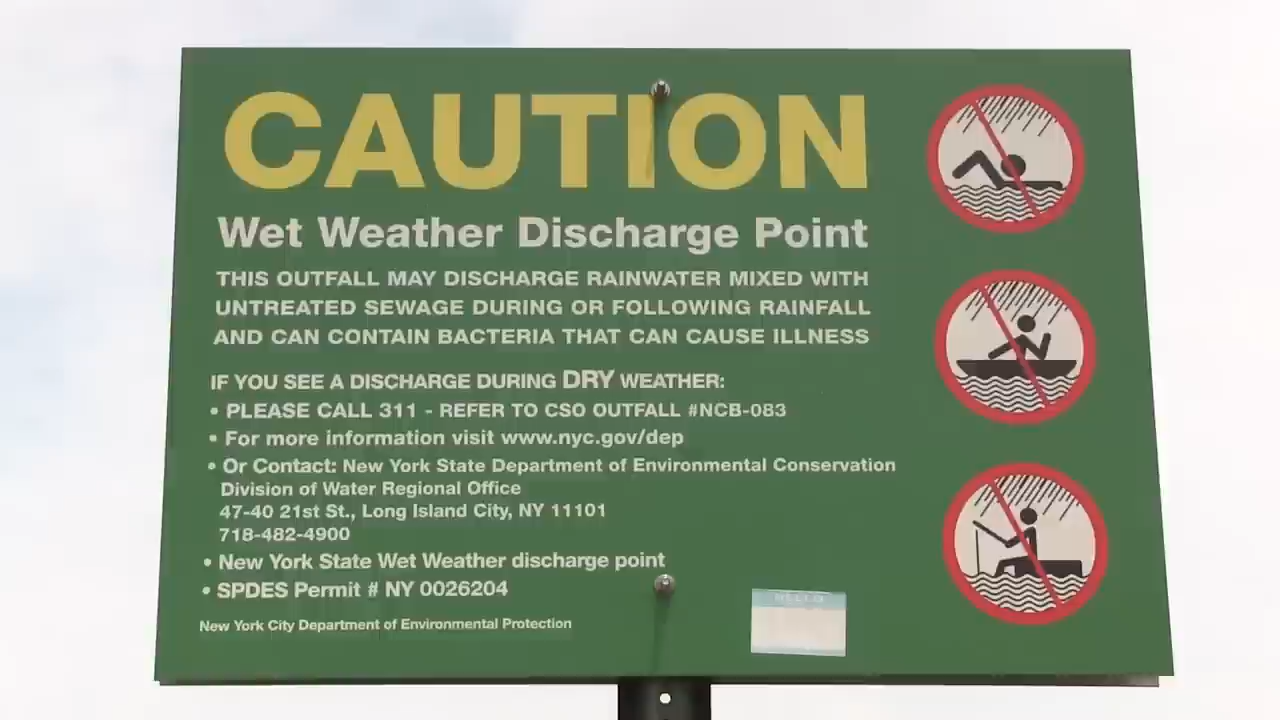 CAUTION
Wet Weather Discharge Point
THIS OUTFALL MAY DISCHARGE RAINWATER MIXED WITH
UNTREATED SEWAGE DURING OR FOLLOWING RAINFALL
AND CAN CONTAIN BACTERIA THAT CAN CAUSE ILLNESS
IF YOU SEE A DISCHARGE DURING DRY WEATHER:
• PLEASE CALL 311 - REFER TO CSO OUTFALL #NCB-083
• For more information visit www.nyc.gov/dep
• Or Contact: New York State Department of Environmental Conservation
Division of Water Regional Office
47-40 21st St., Long Island City, NY 11101
718-482-4900
• New York State Wet Weather discharge point
• SPDES Permit # NY 0026204
New York City Department of Environmental Protection
HELLO